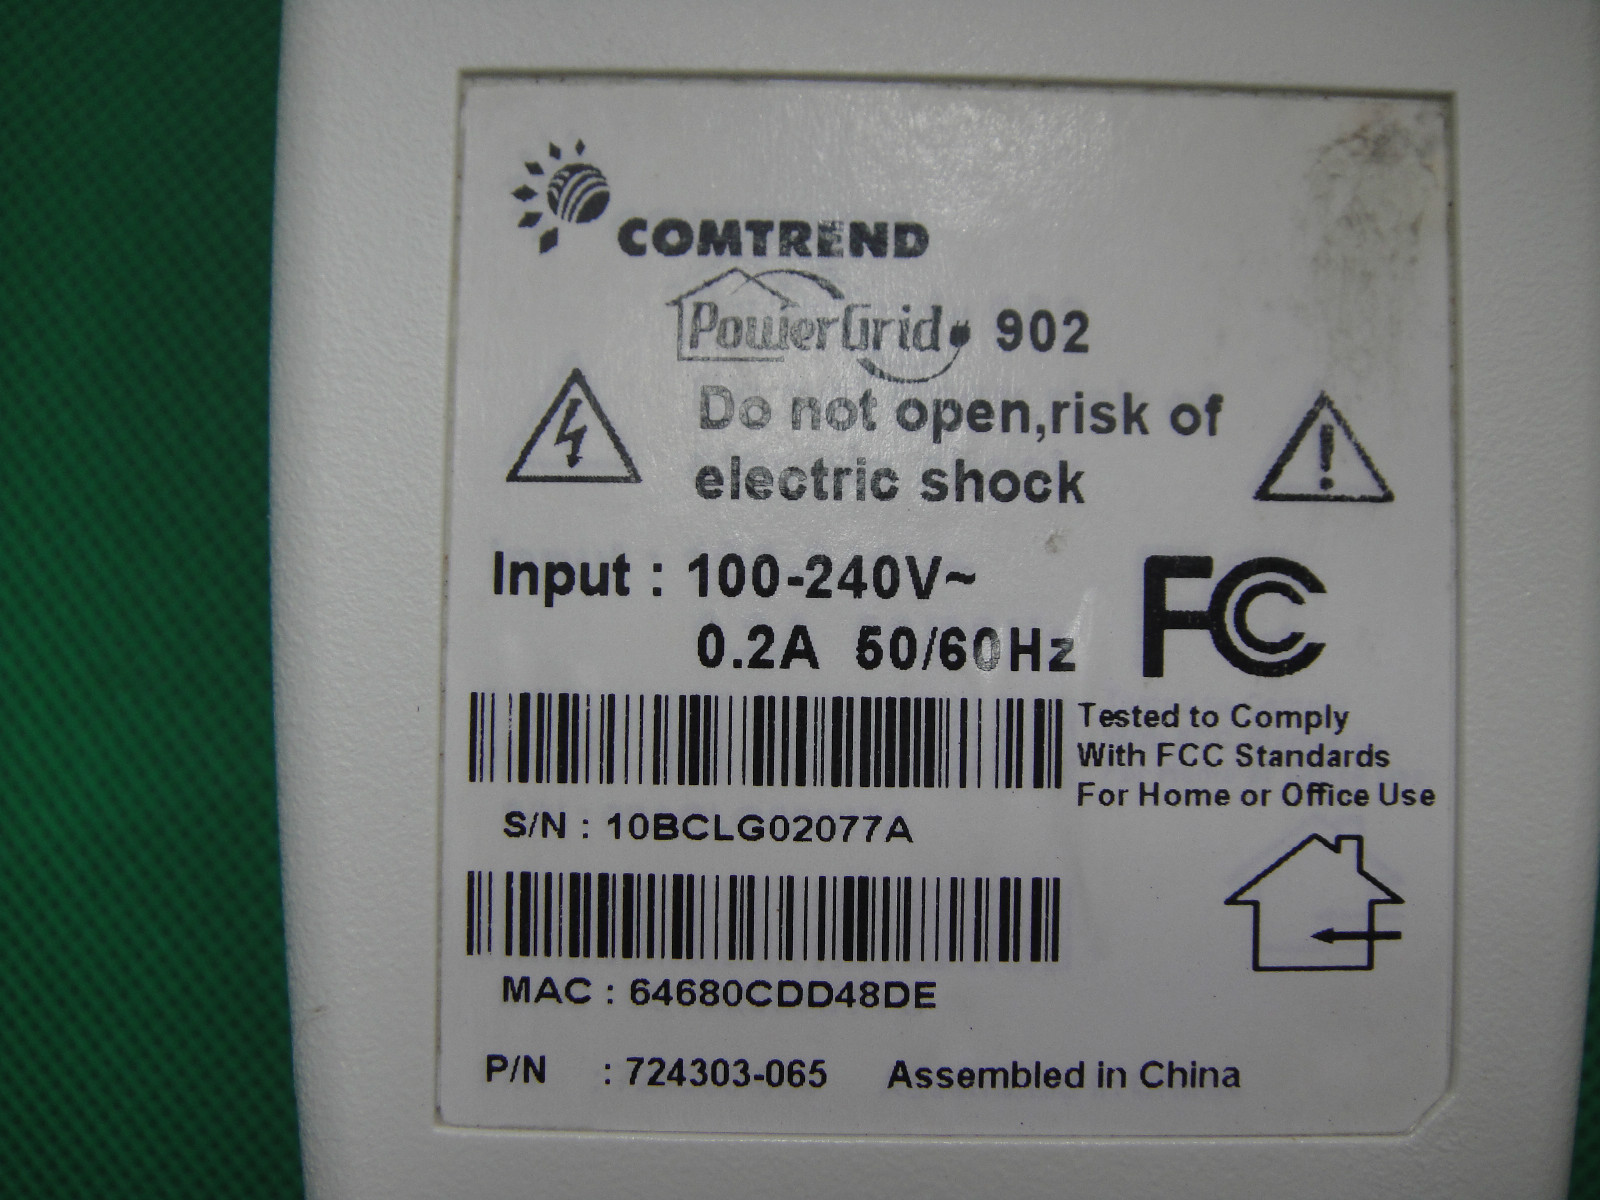 COMTREND
PowerGrid 902
Do not open,risk of
electric shock
Input : 100-240V~
0.2A 50/60Hz
FCC
Tested to Comply
With FCC Standards
For Home or Office Use
S/N : 10BCLG02077A
MAC : 64680CDD48DE
P/N : 724303-065 Assembled in China